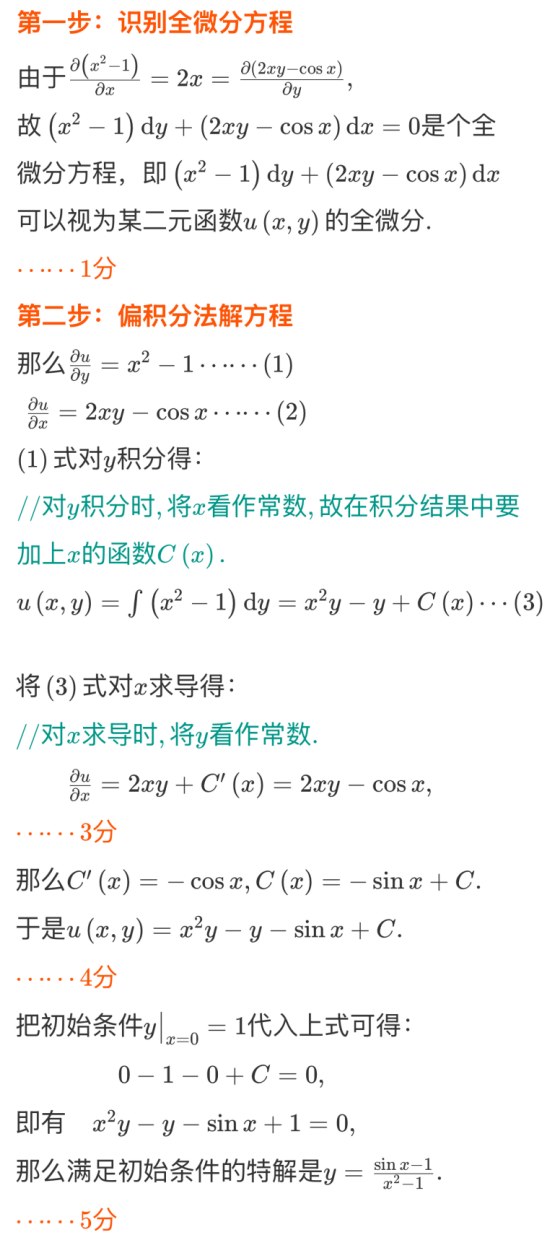 第一步：识别全微分方程
由于∂(x²−1)/∂x = 2x = ∂(2xy−cos x)/∂y,
故 (x² − 1) dy + (2xy − cos x) dx = 0是个全
微分方程，即 (x² − 1) dy + (2xy − cos x) dx
可以视为某二元函数u (x, y) 的全微分.
⋯⋯1分
第二步：偏积分法解方程
那么∂u/∂y = x² − 1⋯⋯(1)
∂u/∂x = 2xy − cos x⋯⋯(2)
(1) 式对y积分得：
//对y积分时, 将x看作常数, 故在积分结果中要
加上x的函数C (x) .
u (x, y) = ∫ (x² − 1) dy = x²y − y + C (x)⋯(3)
将 (3) 式对x求导得：
//对x求导时, 将y看作常数.
∂u/∂x = 2xy + C′ (x) = 2xy − cos x,
⋯⋯3分
那么C′ (x) = − cos x, C (x) = − sin x + C.
于是u (x, y) = x²y − y − sin x + C.
⋯⋯4分
把初始条件y|ₓ₌₀ = 1代入上式可得：
0 − 1 − 0 + C = 0,
即有 x²y − y − sin x + 1 = 0,
那么满足初始条件的特解是y = (sin x−1)/(x²−1).
⋯⋯5分